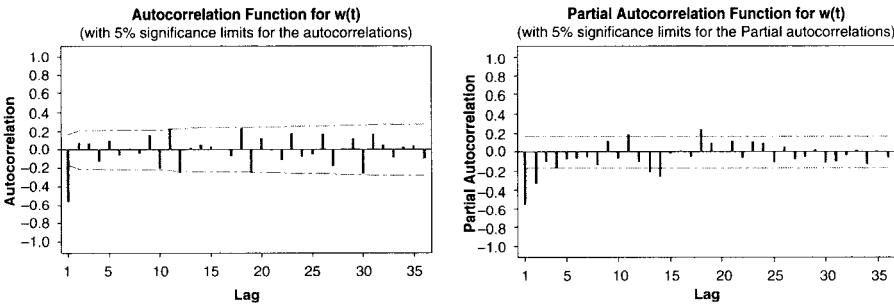 Autocorrelation Function for w(t)
(with 5% significance limits for the autocorrelations)
Autocorrelation
1.0
0.8
0.6
0.4
0.2
0.0
−0.2
−0.4
−0.6
−0.8
−1.0
1 5 10 15 20 25 30 35
Lag
Partial Autocorrelation Function for w(t)
(with 5% significance limits for the Partial autocorrelations)
Partial Autocorrelation
1.0
0.8
0.6
0.4
0.2
0.0
−0.2
−0.4
−0.6
−0.8
−1.0
1 5 10 15 20 25 30 35
Lag